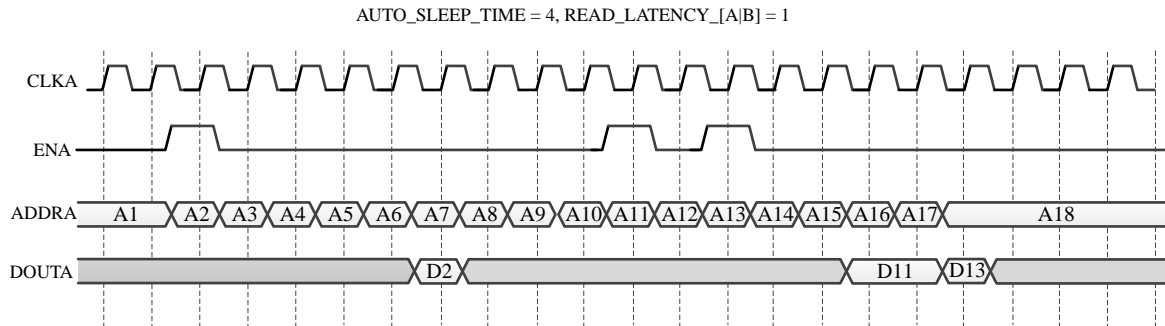 AUTO_SLEEP_TIME = 4, READ_LATENCY_[A|B] = 1
CLKA
ENA
ADDRA A1 A2 A3 A4 A5 A6 A7 A8 A9 A10 A11 A12 A13 A14 A15 A16 A17 A18
DOUTA D2 D11 D13